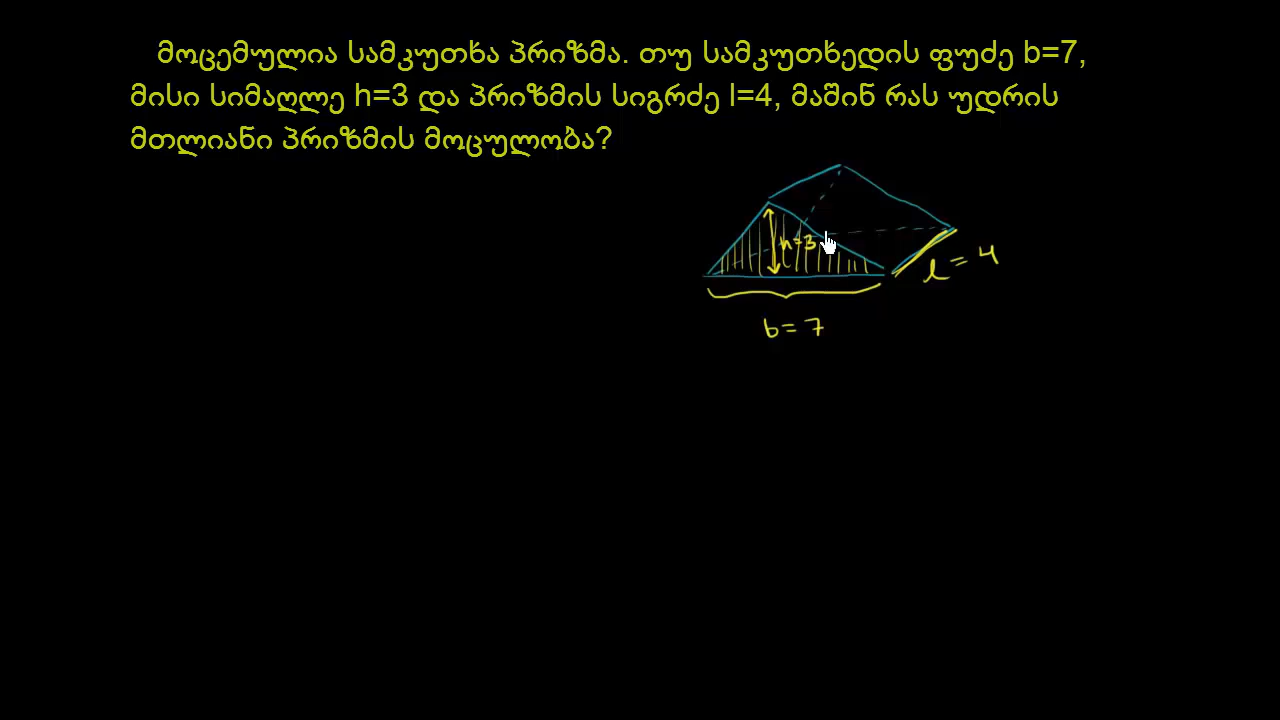 მოცემულია სამკუთხა პრიზმა. თუ სამკუთხედის ფუძე b=7,
მისი სიმაღლე h=3 და პრიზმის სიგრძე l=4, მაშინ რას უდრის
მთლიანი პრიზმის მოცულობა?
h=3
l = 4
b = 7